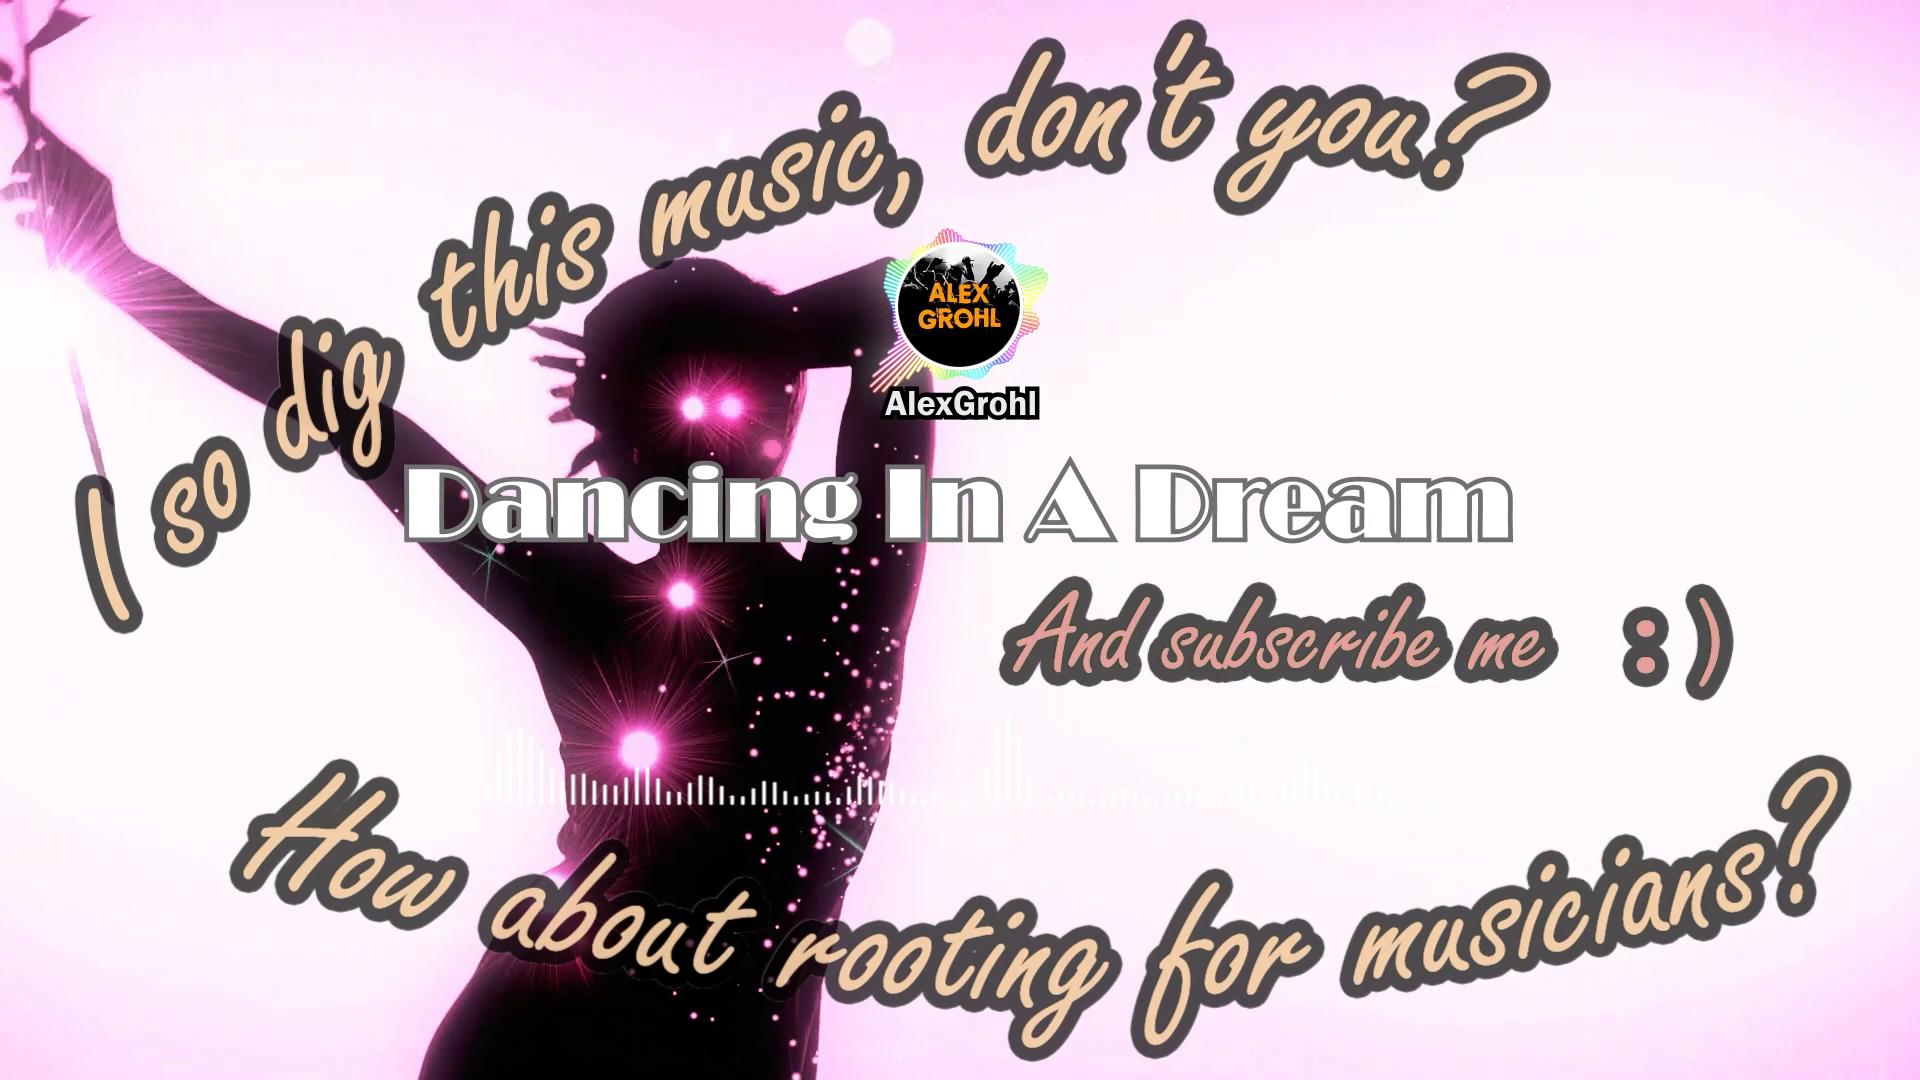 I so dig this music, don't you?
ALEX
GROHL
AlexGrohl
Dancing In A Dream
And subscribe me :)
How about rooting for musicians?